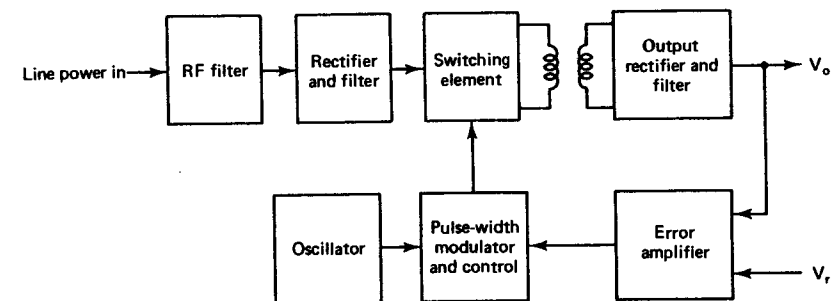 Line power in
RF filter
Rectifier
and filter
Switching
element
Output
rectifier and
filter
Vo
Oscillator
Pulse-width
modulator
and control
Error
amplifier
Vr